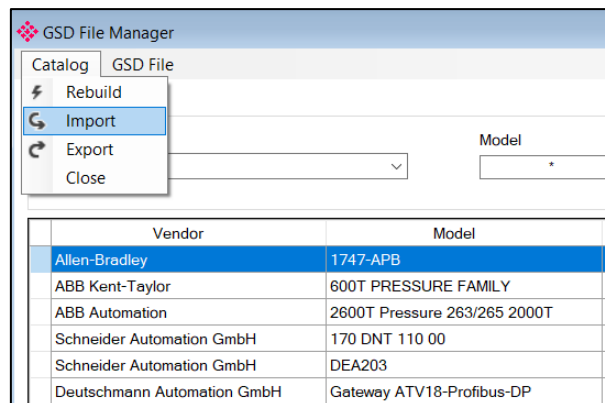 GSD File Manager
Catalog GSD File
Rebuild
Import
Export
Close
Model
*
Vendor Model
Allen-Bradley 1747-APB
ABB Kent-Taylor 600T PRESSURE FAMILY
ABB Automation 2600T Pressure 263/265 2000T
Schneider Automation GmbH 170 DNT 110 00
Schneider Automation GmbH DEA203
Deutschmann Automation GmbH Gateway ATV18-Profibus-DP